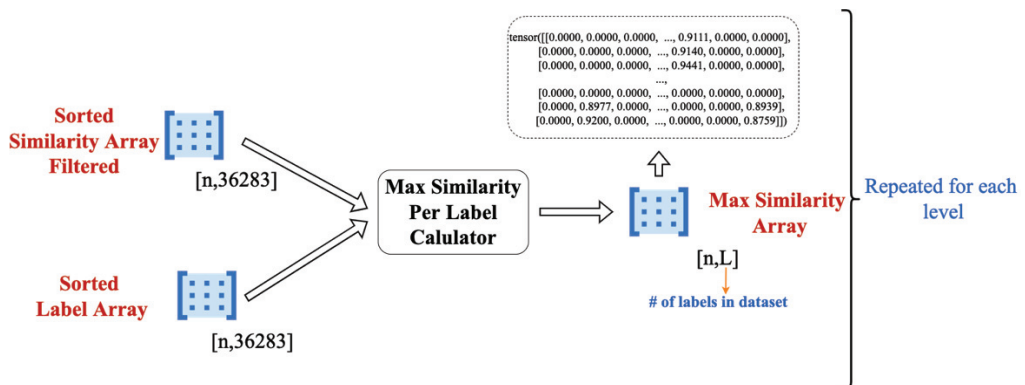 tensor([[0.0000, 0.0000, 0.0000, ..., 0.9111, 0.0000, 0.0000],
[0.0000, 0.0000, 0.0000, ..., 0.9140, 0.0000, 0.0000],
[0.0000, 0.0000, 0.0000, ..., 0.9441, 0.0000, 0.0000],
...,
[0.0000, 0.0000, 0.0000, ..., 0.0000, 0.0000, 0.0000],
[0.0000, 0.8977, 0.0000, ..., 0.0000, 0.0000, 0.8939],
[0.0000, 0.9200, 0.0000, ..., 0.0000, 0.0000, 0.8759]])
Sorted
Similarity Array
Filtered
[n,36283]
Sorted
Label Array
[n,36283]
Max Similarity
Per Label
Calulator
Max Similarity
Array
[n,L]
# of labels in dataset
Repeated for each
level